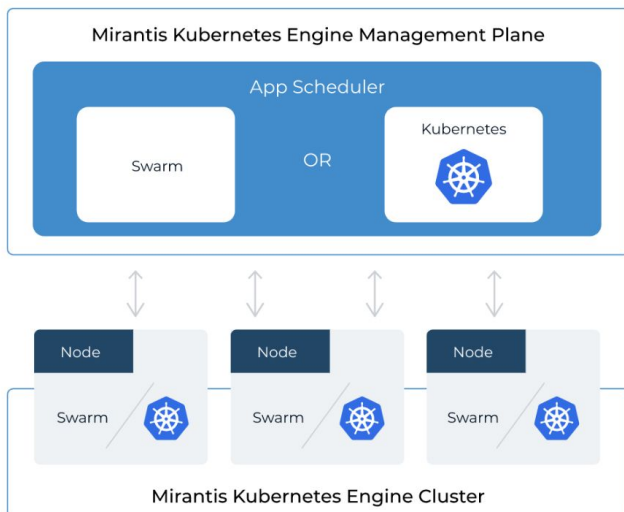 Mirantis Kubernetes Engine Management Plane
App Scheduler
Swarm
OR
Kubernetes
Node
Node
Node
Swarm
Swarm
Swarm
Mirantis Kubernetes Engine Cluster